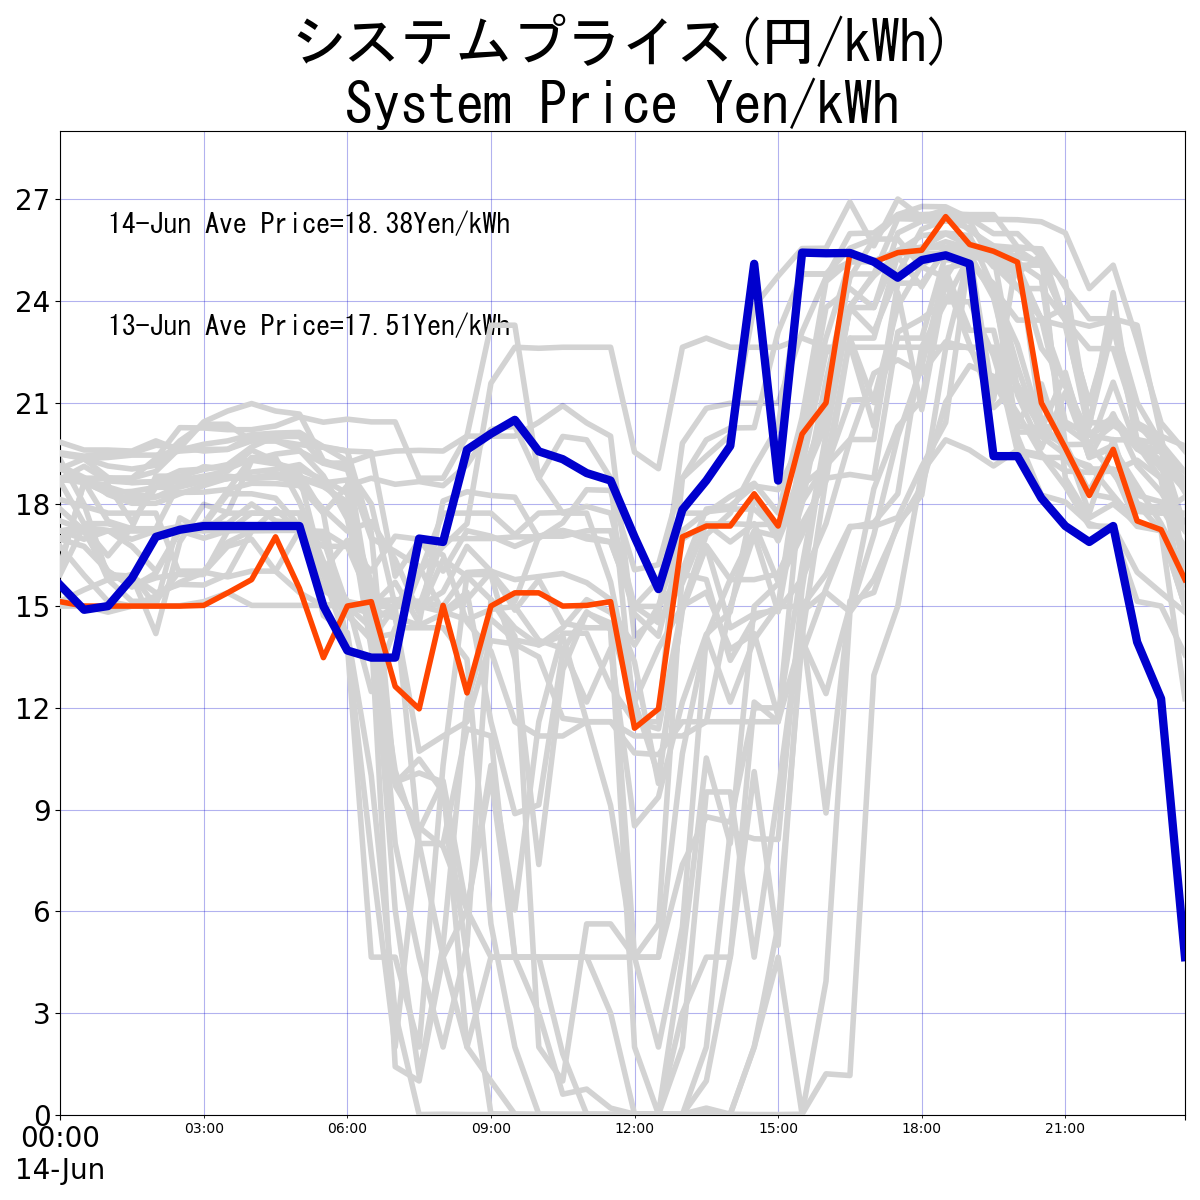 システムプライス(円/kWh)
System Price Yen/kWh
27
14-Jun Ave Price=18.38Yen/kWh
24
13-Jun Ave Price=17.51Yen/kWh
21
18
15
12
9
6
3
0
00:00 03:00 06:00 09:00 12:00 15:00 18:00 21:00
14-Jun